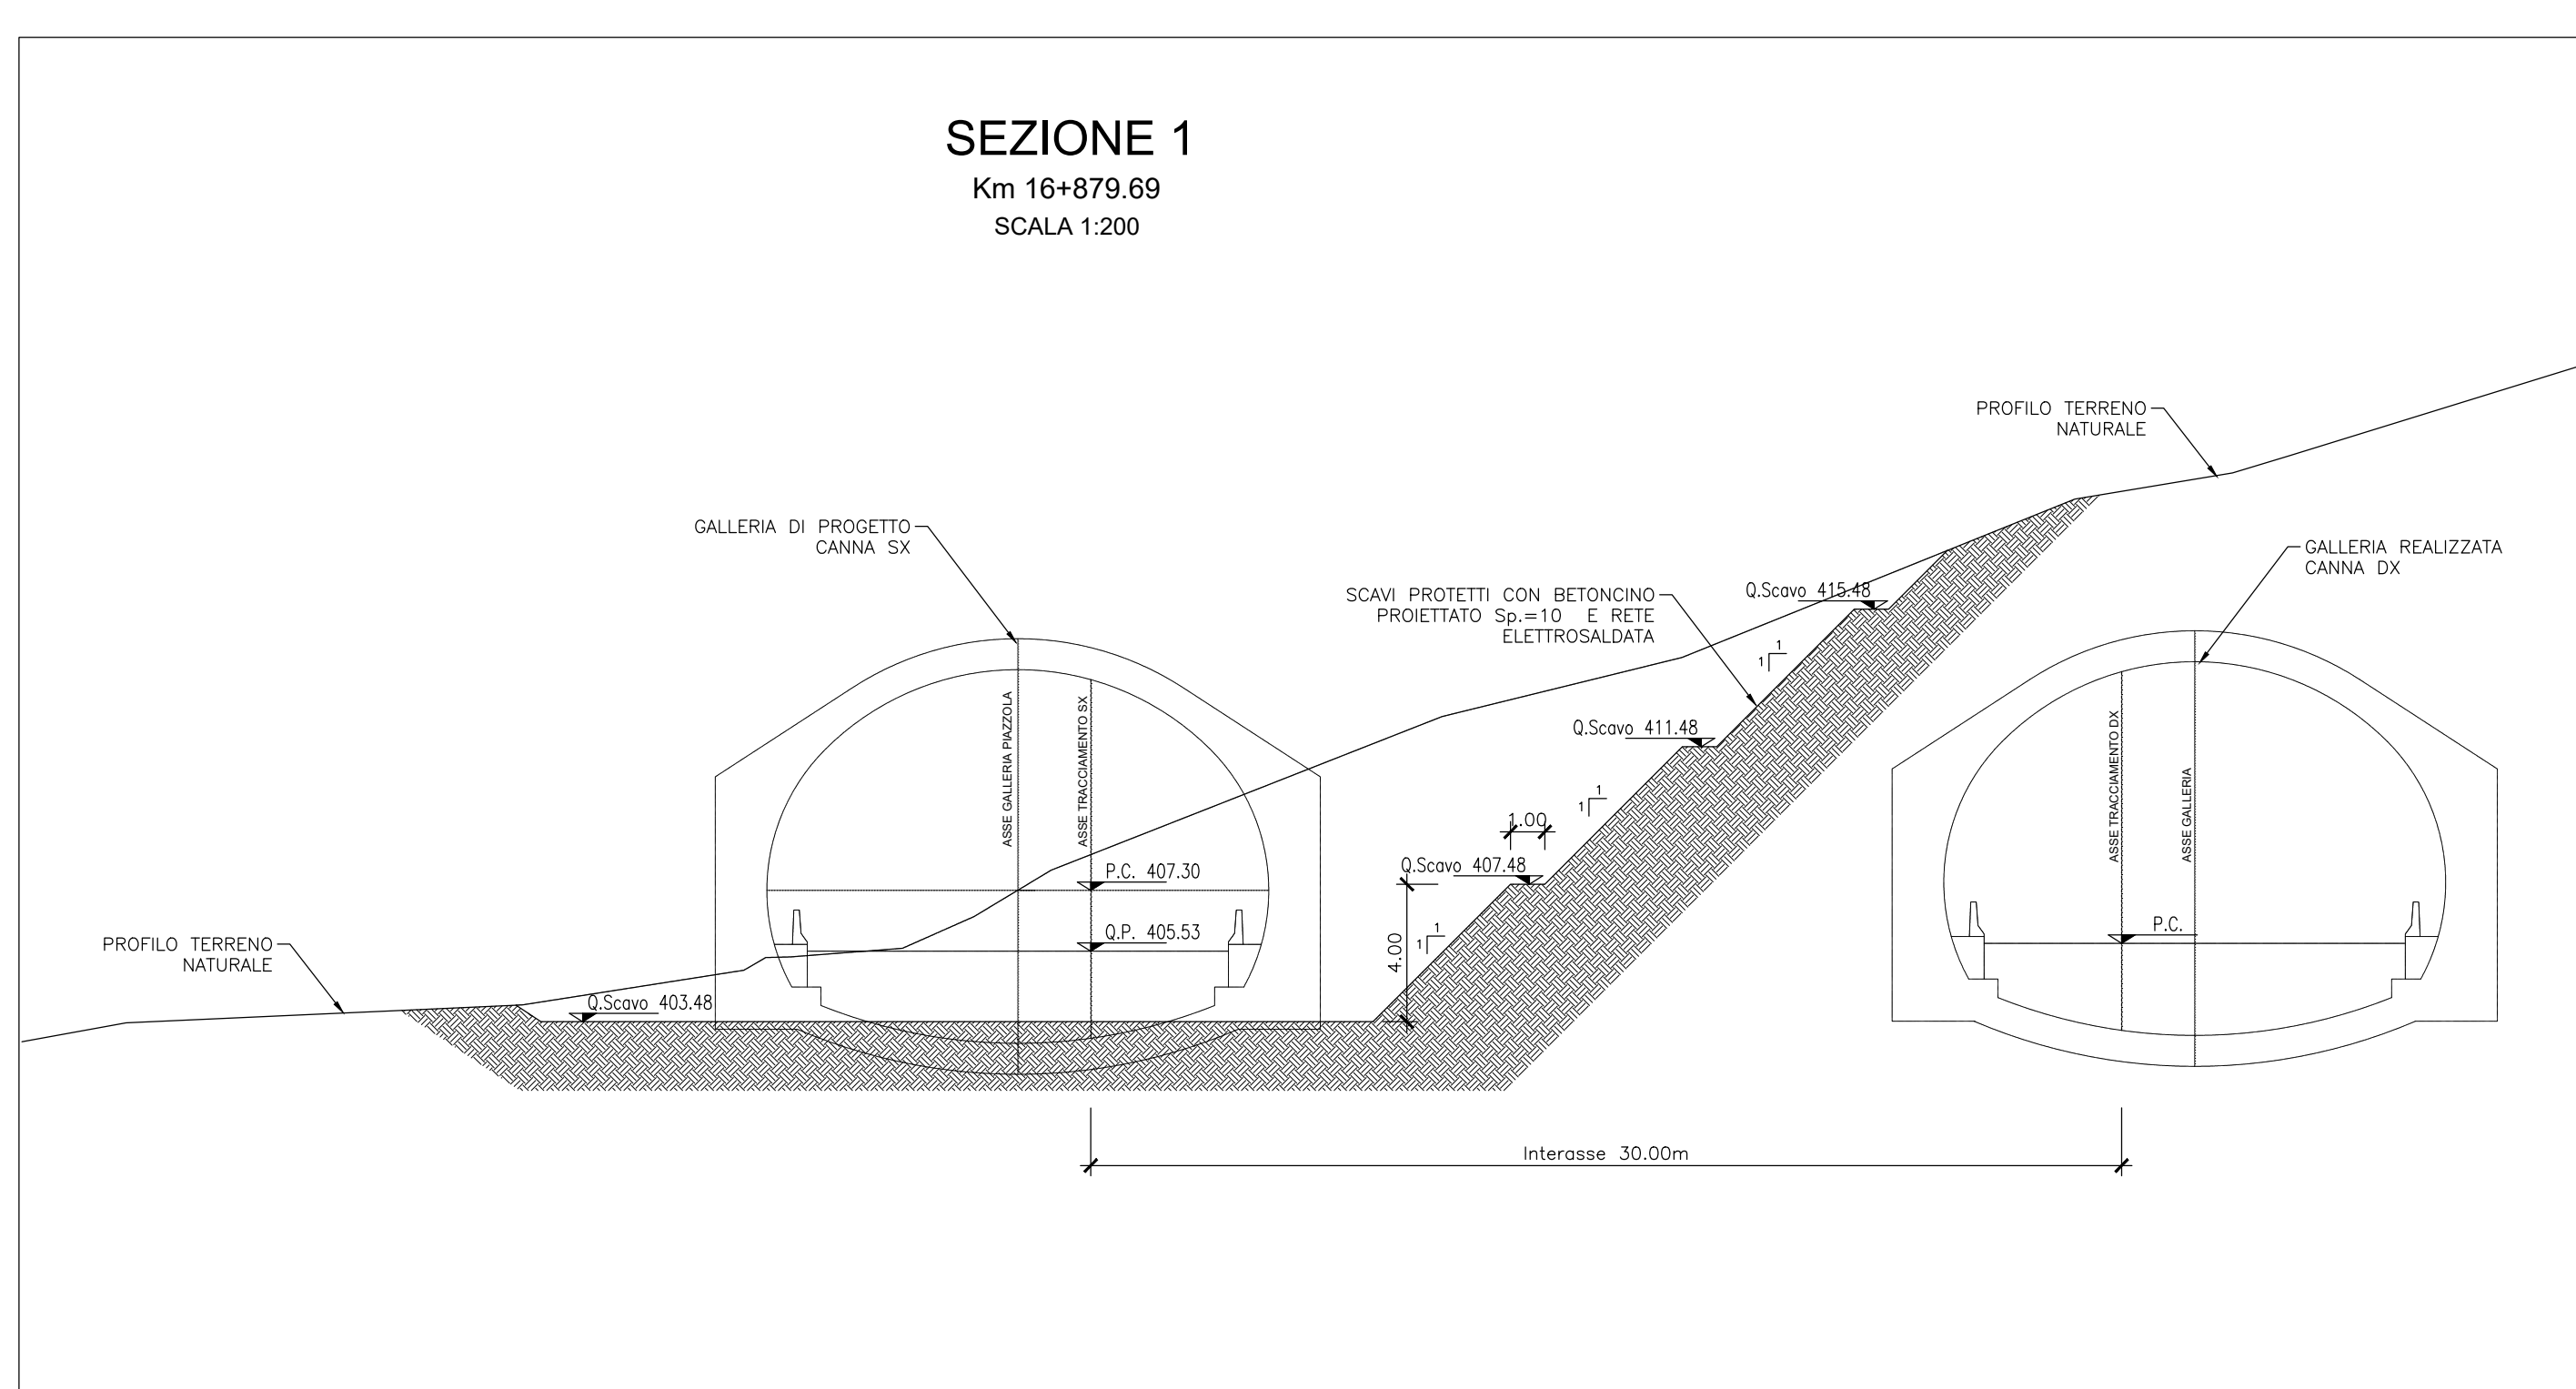 SEZIONE 1
Km 16+879.69
SCALA 1:200
PROFILO TERRENO
NATURALE
GALLERIA DI PROGETTO
CANNA SX
GALLERIA REALIZZATA
CANNA DX
SCAVI PROTETTI CON BETONCINO
PROIETTATO Sp.=10 E RETE
ELETTROSALDATA
Q.Scavo 415.48
1
1
Q.Scavo 411.48
ASSE GALLERIA PIAZZOLA
ASSE TRACCIAMENTO SX
ASSE TRACCIAMENTO DX
ASSE GALLERIA
1
1
1.00
Q.Scavo 407.48
P.C. 407.30
Q.P. 405.53
P.C.
1
1
4.00
PROFILO TERRENO
NATURALE
Q.Scavo 403.48
Interasse 30.00m